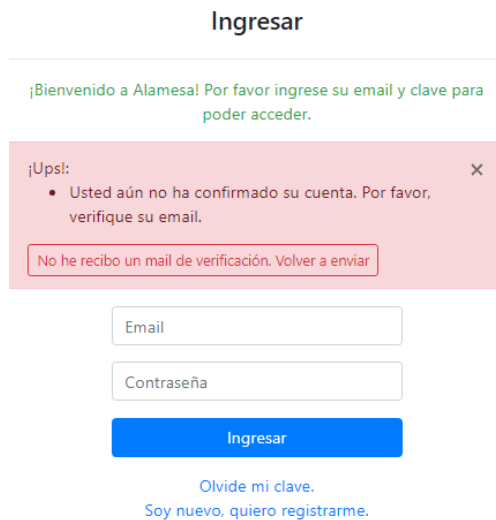 Ingresar
¡Bienvenido a Alamesa! Por favor ingrese su email y clave para
poder acceder.
¡Ups!:
×
• Usted aún no ha confirmado su cuenta. Por favor,
verifique su email.
No he recibo un mail de verificación. Volver a enviar
Email
Contraseña
Ingresar
Olvide mi clave.
Soy nuevo, quiero registrarme.